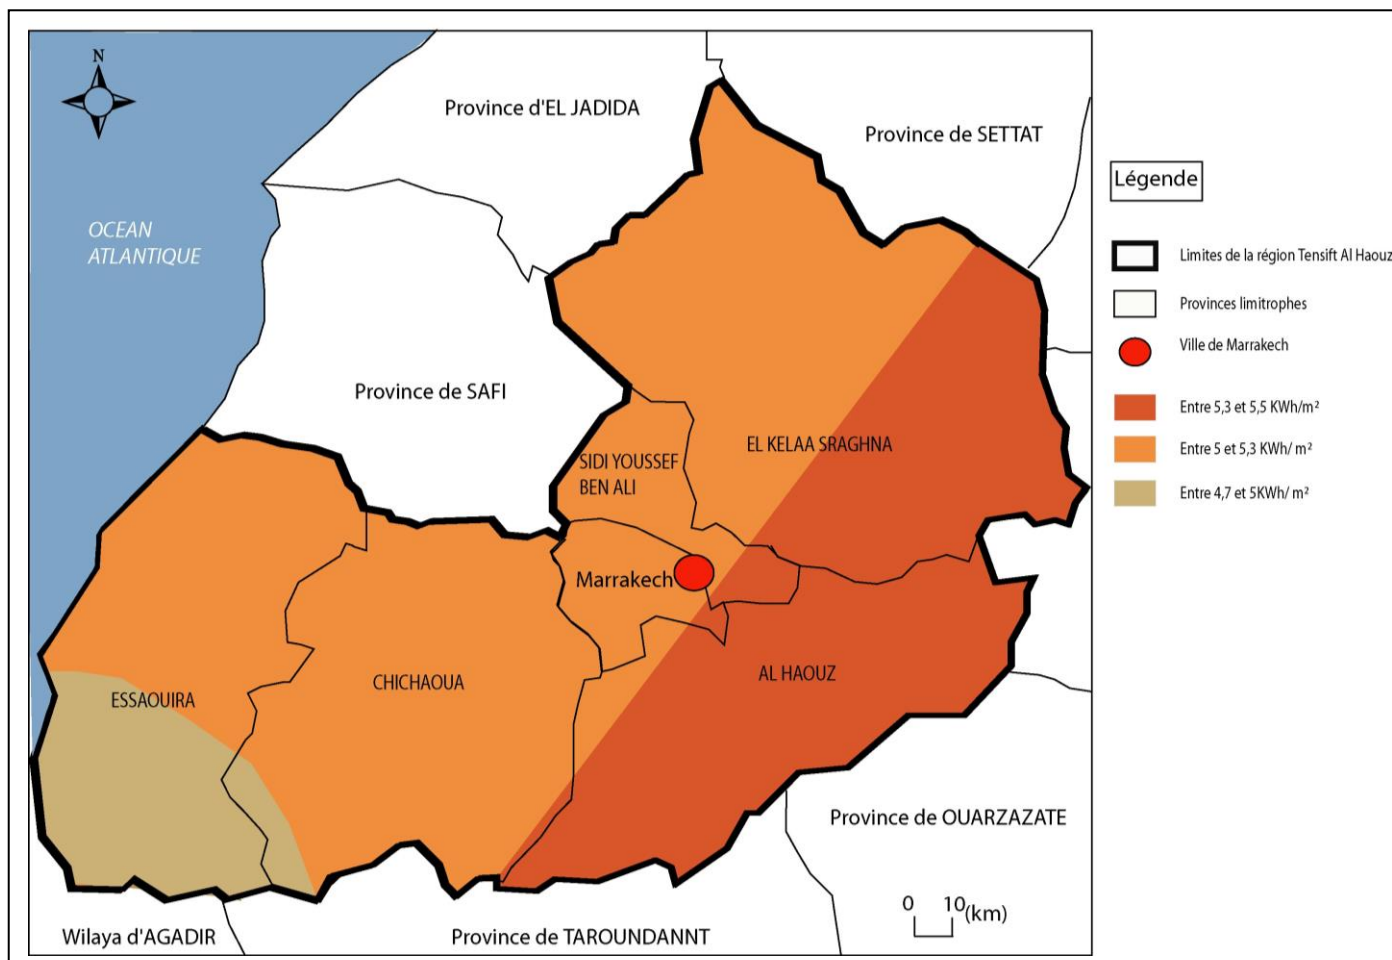 N
Province d'EL JADIDA
Province de SETTAT
OCEAN
ATLANTIQUE
Province de SAFI
SIDI YOUSSEF
BEN ALI
EL KELAA SRAGHNA
Marrakech
ESSAOUIRA
CHICHAOUA
AL HAOUZ
Province de OUARZAZATE
0 10 (km)
Wilaya d'AGADIR
Province de TAROUNDANNT
Légende
Limites de la région Tensift Al Haouz
Provinces limitrophes
Ville de Marrakech
Entre 5,3 et 5,5 KWh/m²
Entre 5 et 5,3 KWh/ m²
Entre 4,7 et 5KWh/ m²